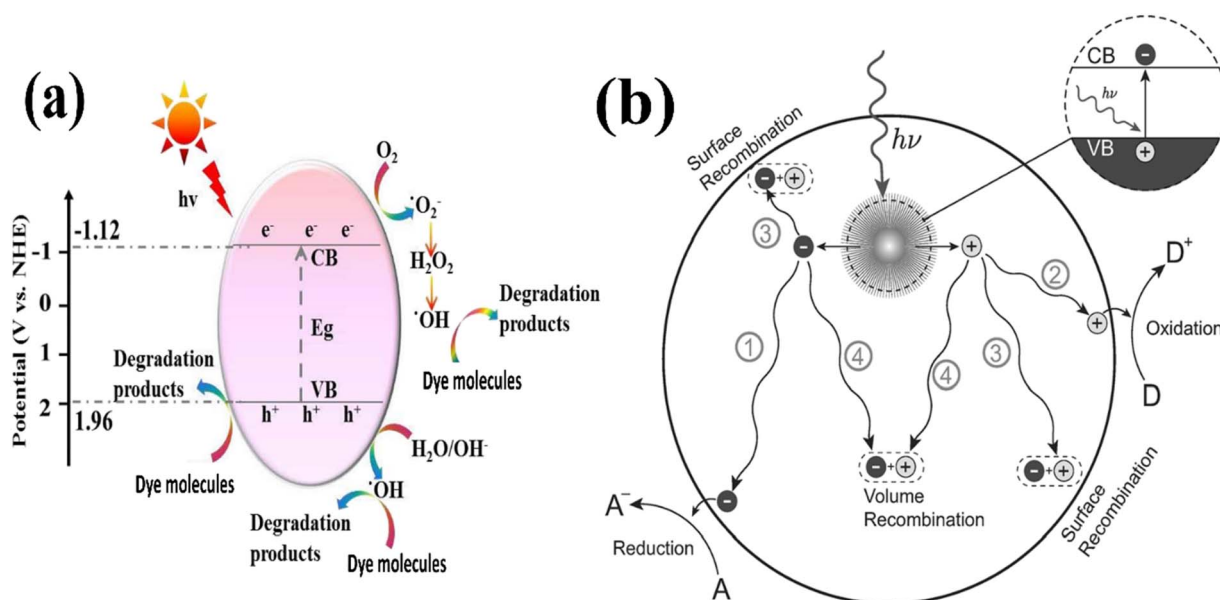 (a)
hv
Potential (V vs. NHE)
-1.12
-1
0
1
2
1.96
e⁻ e⁻ e⁻
CB
Eg
VB
h⁺ h⁺ h⁺
O₂
·O₂⁻
H₂O₂
·OH
Degradation
products
Dye molecules
Degradation
products
Dye molecules
H₂O/OH⁻
·OH
Degradation
products
Dye molecules
(b)
hν
CB
−
hν
VB
+
Surface
Recombination
− + +
③
−
+
②
+
D⁺
Oxidation
D
①
④
④
③
− + +
Volume
Recombination
− + +
Surface
Recombination
−
A⁻
Reduction
A